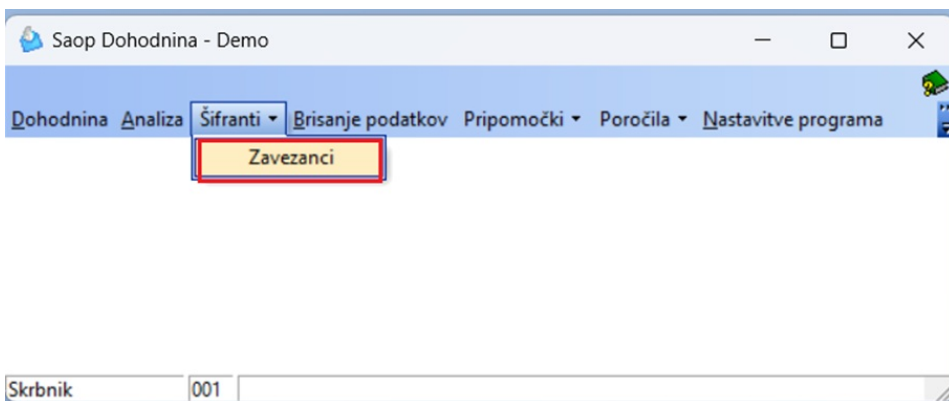 Saop Dohodnina - Demo
Dohodnina Analiza Šifranti Brisanje podatkov Pripomočki Poročila Nastavitve programa
Zavezanci
Skrbnik 001